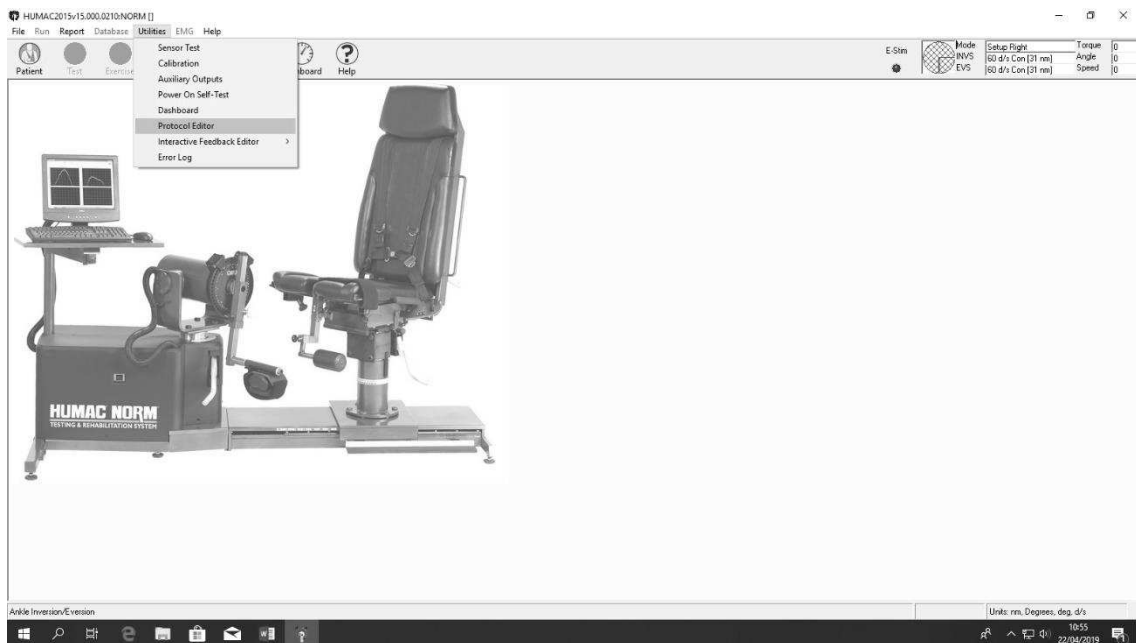 HUMAC2015v15.000.0210:NORM []
File Run Report Database Utilities EMG Help
Patient Test Exercise board Help
Sensor Test
Calibration
Auxiliary Outputs
Power On Self-Test
Dashboard
Protocol Editor
Interactive Feedback Editor >
Error Log
E-Stim
Mode Setup Right Torque 0
INVS 60 d/s Con [31 nm] Angle 0
EVS 60 d/s Con [31 nm] Speed 0
HUMAC NORM
TESTING & REHABILITATION SYSTEM
Ankle Inversion/Eversion
Units: nm, Degrees, deg, d/s
10:55
22/04/2019